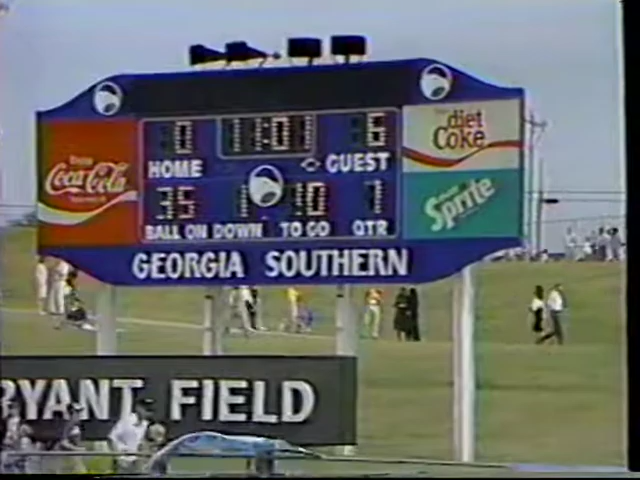 0 11:01 6
HOME GUEST
35 1 10 1
BALL ON DOWN TO GO QTR
Enjoy
Coca-Cola
diet
Coke
Sprite
GEORGIA SOUTHERN
RYANT FIELD